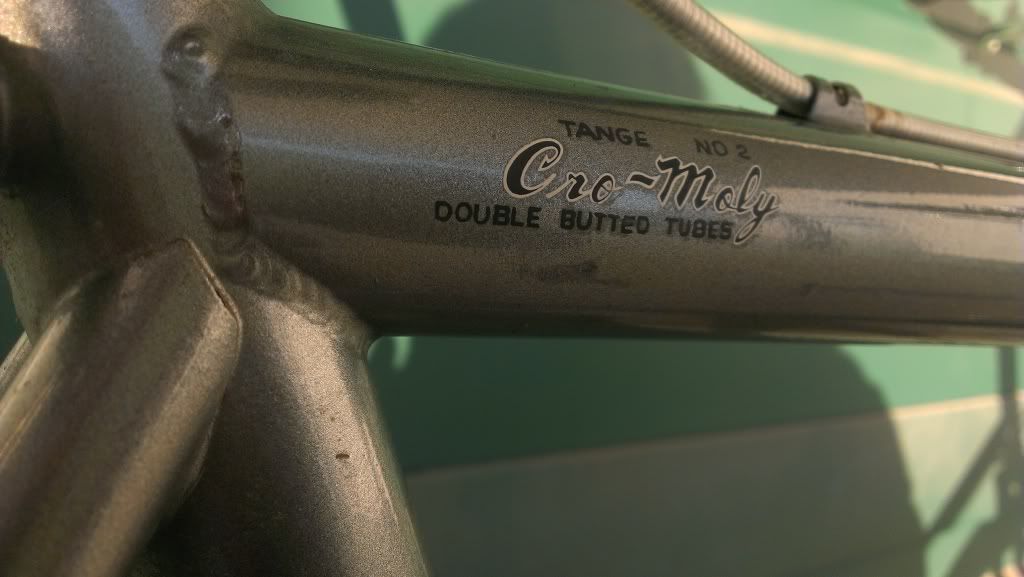 TANGE NO 2
Cro-Moly
DOUBLE BUTTED TUBES